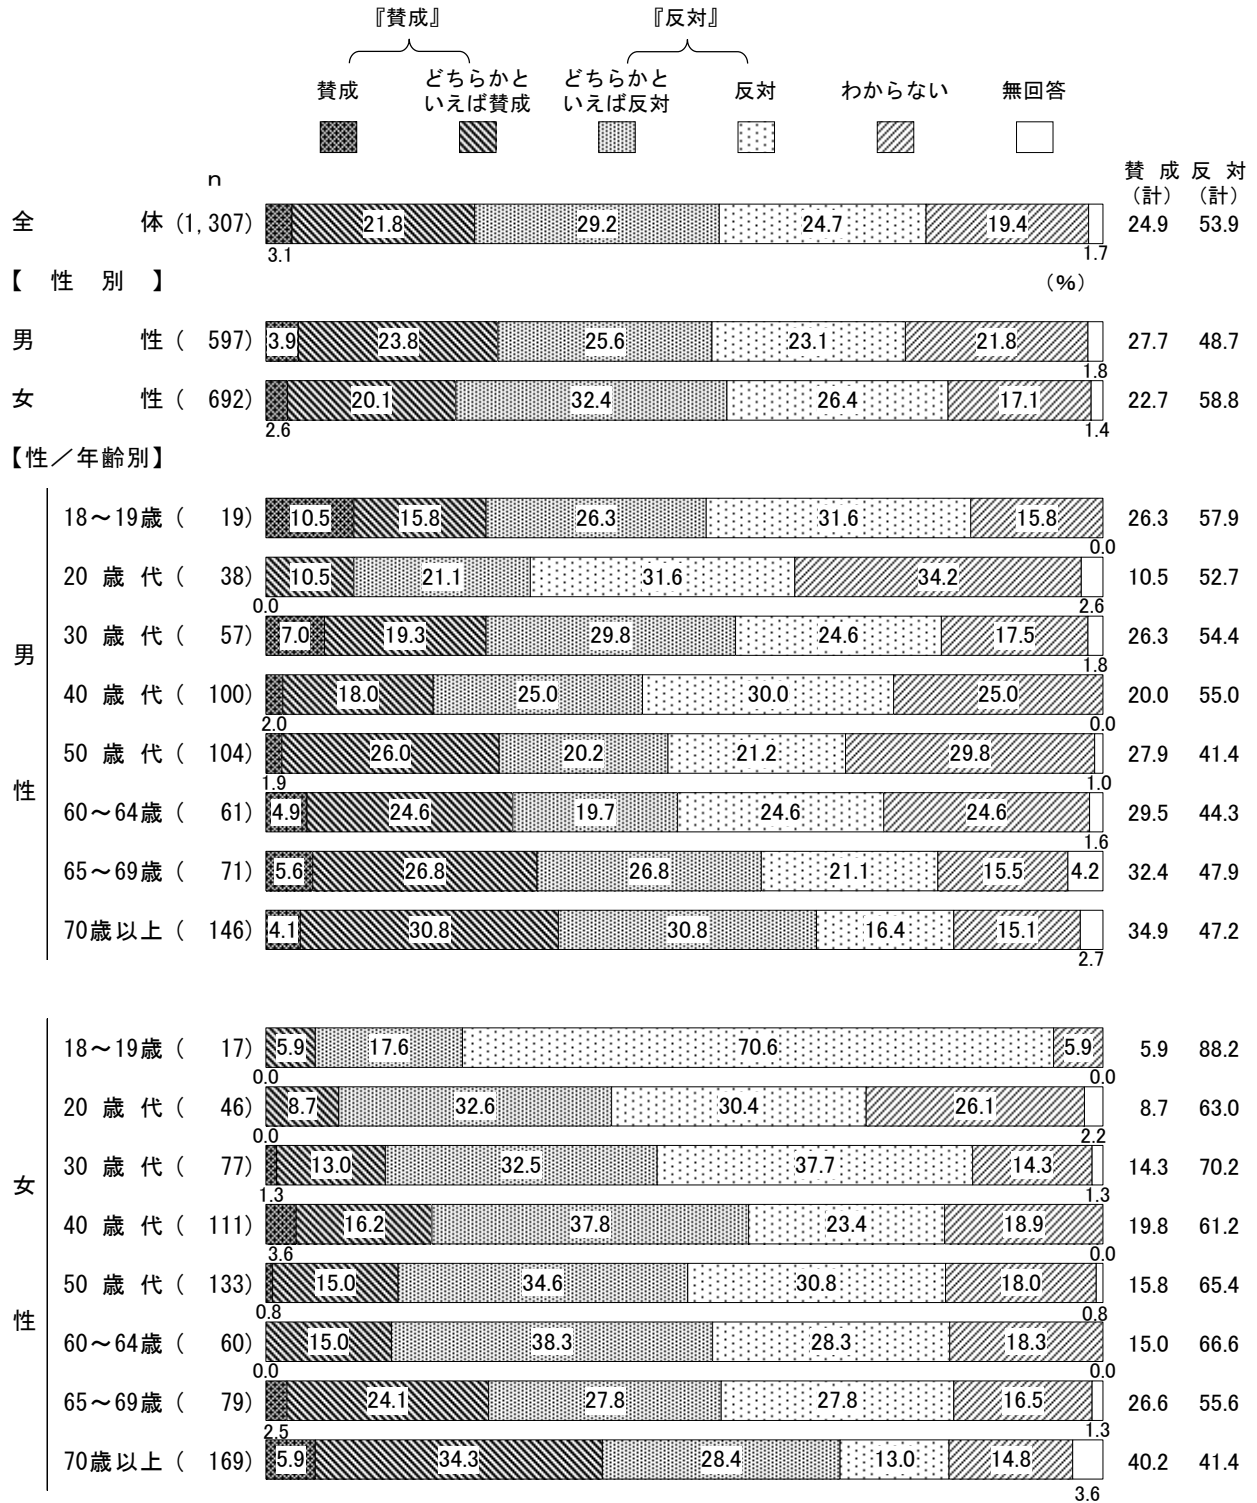 『賛成』 『反対』
賛成 どちらかと どちらかと 反対 わからない 無回答
いえば賛成 いえば反対
n 賛成 反対
（計） （計）
全体 (1,307) 21.8 29.2 24.7 19.4 24.9 53.9
3.1 1.7
【性別】 （％）
男性 ( 597) 3.9 23.8 25.6 23.1 21.8 27.7 48.7
1.8
女性 ( 692) 20.1 32.4 26.4 17.1 22.7 58.8
2.6 1.4
【性／年齢別】
男性
18～19歳 ( 19) 10.5 15.8 26.3 31.6 15.8 26.3 57.9
0.0
20歳代 ( 38) 10.5 21.1 31.6 34.2 10.5 52.7
0.0 2.6
30歳代 ( 57) 7.0 19.3 29.8 24.6 17.5 26.3 54.4
1.8
40歳代 ( 100) 18.0 25.0 30.0 25.0 20.0 55.0
2.0 0.0
50歳代 ( 104) 26.0 20.2 21.2 29.8 27.9 41.4
1.9 1.0
60～64歳 ( 61) 4.9 24.6 19.7 24.6 24.6 29.5 44.3
1.6
65～69歳 ( 71) 5.6 26.8 26.8 21.1 15.5 4.2 32.4 47.9
70歳以上 ( 146) 4.1 30.8 30.8 16.4 15.1 34.9 47.2
2.7
女性
18～19歳 ( 17) 5.9 17.6 70.6 5.9 5.9 88.2
0.0 0.0
20歳代 ( 46) 8.7 32.6 30.4 26.1 8.7 63.0
0.0 2.2
30歳代 ( 77) 13.0 32.5 37.7 14.3 14.3 70.2
1.3 1.3
40歳代 ( 111) 16.2 37.8 23.4 18.9 19.8 61.2
3.6 0.0
50歳代 ( 133) 15.0 34.6 30.8 18.0 15.8 65.4
0.8 0.8
60～64歳 ( 60) 15.0 38.3 28.3 18.3 15.0 66.6
0.0 0.0
65～69歳 ( 79) 24.1 27.8 27.8 16.5 26.6 55.6
2.5 1.3
70歳以上 ( 169) 5.9 34.3 28.4 13.0 14.8 40.2 41.4
3.6